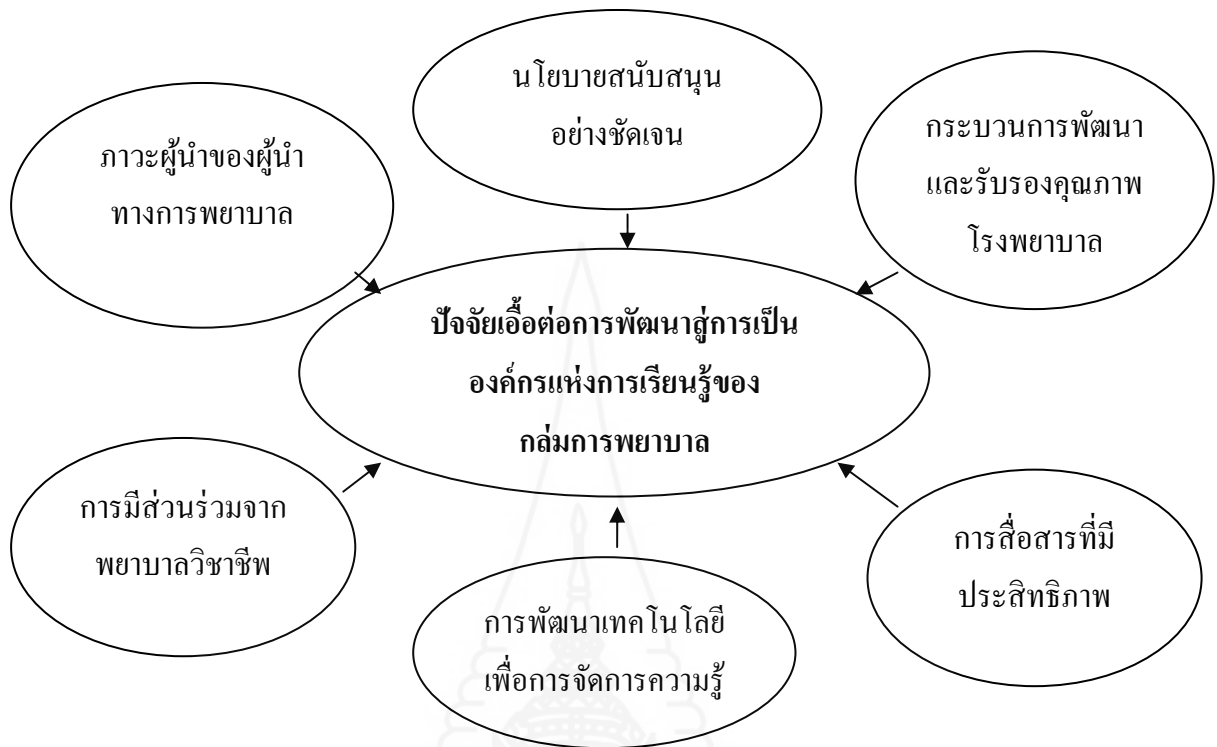 นโยบายสนับสนุน
อย่างชัดเจน
ภาวะผู้นำของผู้นำ
ทางการพยาบาล
กระบวนการพัฒนา
และรับรองคุณภาพ
โรงพยาบาล
ปัจจัยเอื้อต่อการพัฒนาสู่การเป็น
องค์กรแห่งการเรียนรู้ของ
กลุ่มการพยาบาล
การมีส่วนร่วมจาก
พยาบาลวิชาชีพ
การสื่อสารที่มี
ประสิทธิภาพ
การพัฒนาเทคโนโลยี
เพื่อการจัดการความรู้